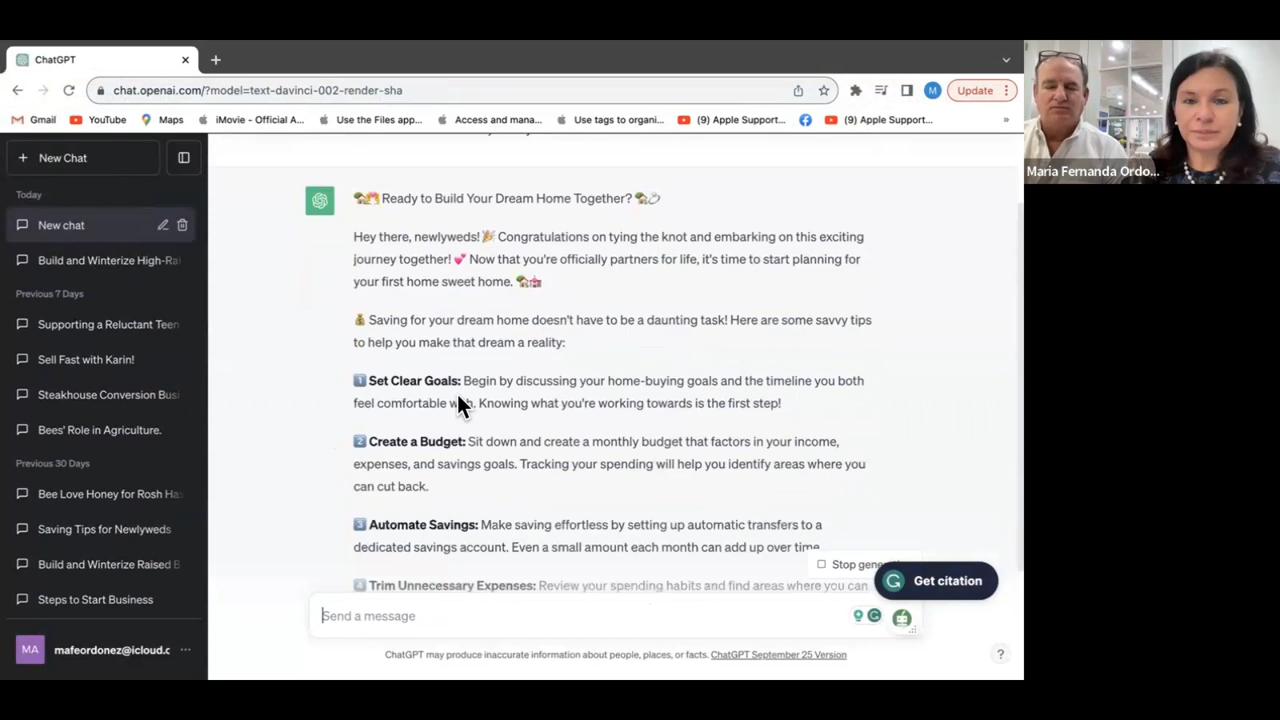 ChatGPT
chat.openai.com/?model=text-davinci-002-render-sha
Update
Gmail
YouTube
Maps
iMovie - Official A...
Use the Files app...
Access and mana...
Use tags to organi...
(9) Apple Support...
(9) Apple Support...
»
New Chat
Today
New chat
Build and Winterize High-Rai
Previous 7 Days
Supporting a Reluctant Teen
Sell Fast with Karin!
Steakhouse Conversion Busi
Bees' Role in Agriculture.
Previous 30 Days
Bee Love Honey for Rosh Ha
Saving Tips for Newlyweds
Build and Winterize Raised B
Steps to Start Business
MA mafeordonez@icloud.c ...
🏡💏 Ready to Build Your Dream Home Together? 🏡💍
Hey there, newlyweds! 🎉 Congratulations on tying the knot and embarking on this exciting
journey together! 💕 Now that you're officially partners for life, it's time to start planning for
your first home sweet home. 🏡💒
💰 Saving for your dream home doesn't have to be a daunting task! Here are some savvy tips
to help you make that dream a reality:
1️⃣ Set Clear Goals: Begin by discussing your home-buying goals and the timeline you both
feel comfortable Knowing what you're working towards is the first step!
2️⃣ Create a Budget: Sit down and create a monthly budget that factors in your income,
expenses, and savings goals. Tracking your spending will help you identify areas where you
can cut back.
3️⃣ Automate Savings: Make saving effortless by setting up automatic transfers to a
dedicated savings account. Even a small amount each month can add up over time.
4️⃣ Trim Unnecessary Expenses: Review your spending habits and find areas where you can
Stop gene
Get citation
Send a message
ChatGPT may produce inaccurate information about people, places, or facts. ChatGPT September 25 Version
?
M
Maria Fernanda Ordo...